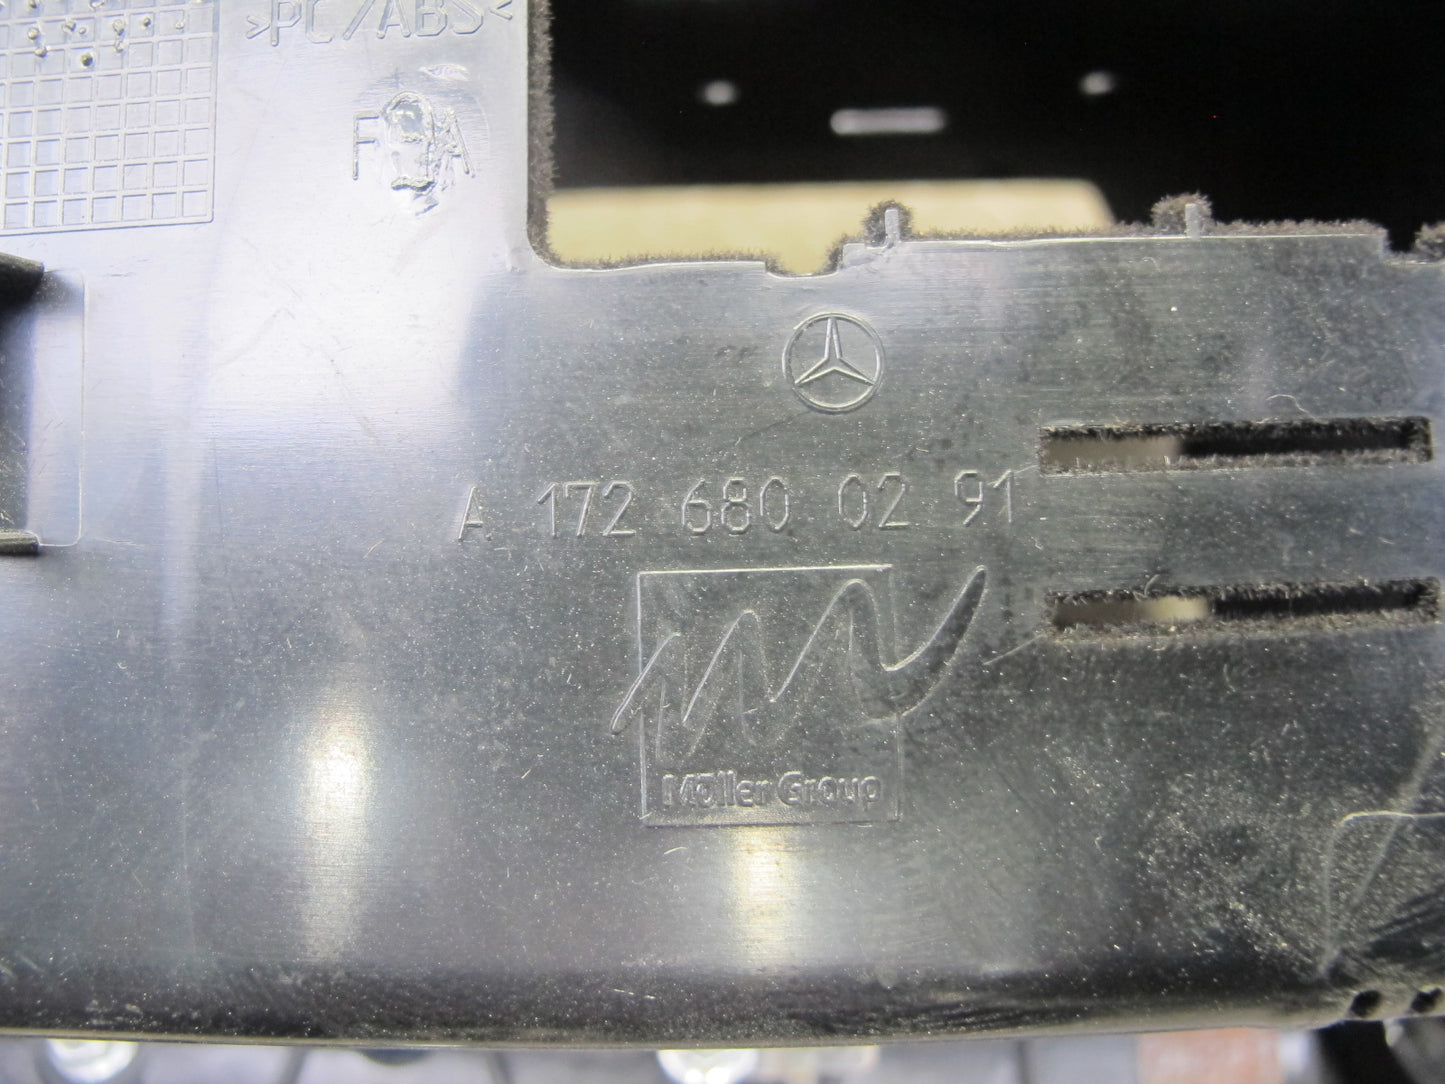 >PC/ABS<
A 172 680 02 91
Möller Group